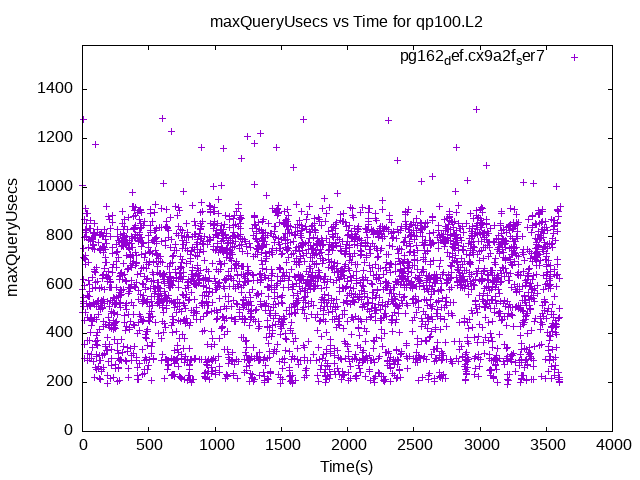 maxQueryUsecs vs Time for qp100.L2
pg162def.cx9a2fser7
maxQueryUsecs
1400
1200
1000
800
600
400
200
0
0 500 1000 1500 2000 2500 3000 3500 4000
Time(s)